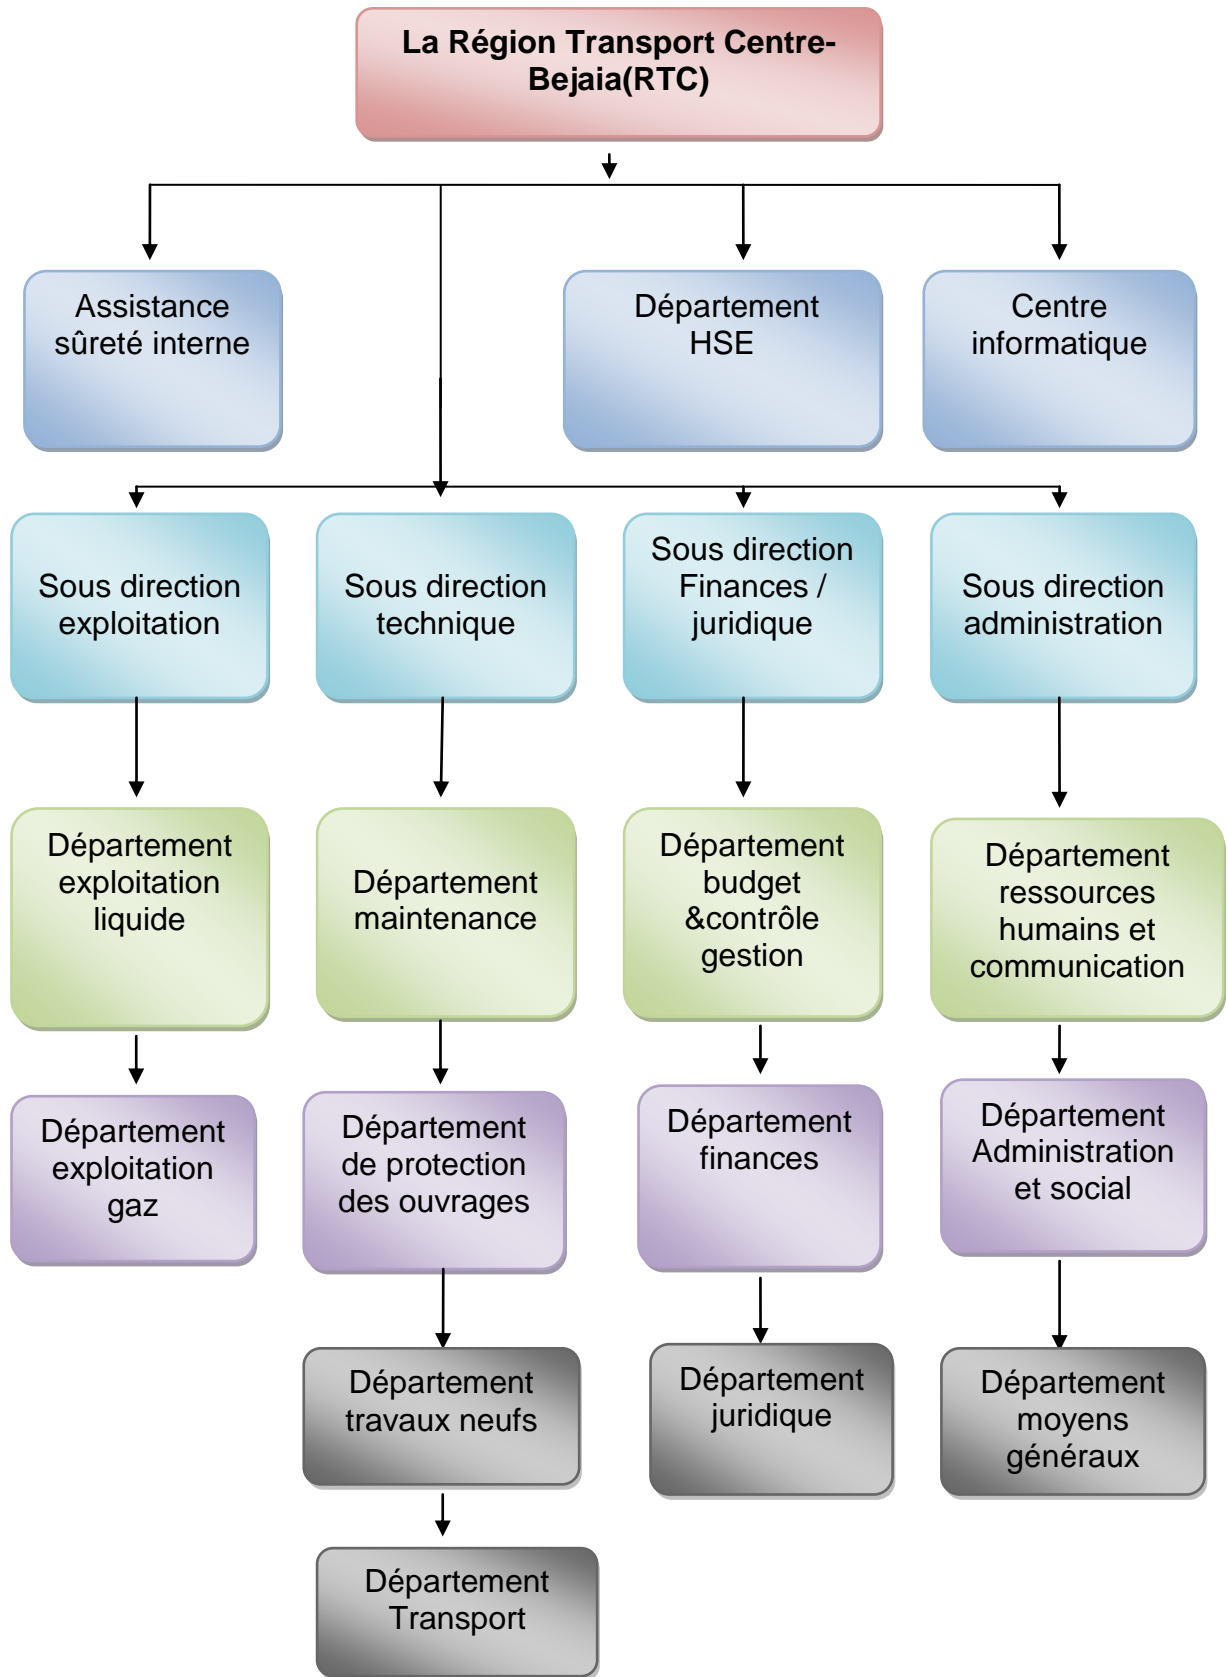 La Région Transport Centre-
Bejaia(RTC)
Assistance
sûreté interne
Département
HSE
Centre
informatique
Sous direction
exploitation
Sous direction
technique
Sous direction
Finances /
juridique
Sous direction
administration
Département
exploitation
liquide
Département
maintenance
Département
budget
&contrôle
gestion
Département
ressources
humains et
communication
Département
exploitation
gaz
Département
de protection
des ouvrages
Département
finances
Département
Administration
et social
Département
travaux neufs
Département
juridique
Département
moyens
généraux
Département
Transport